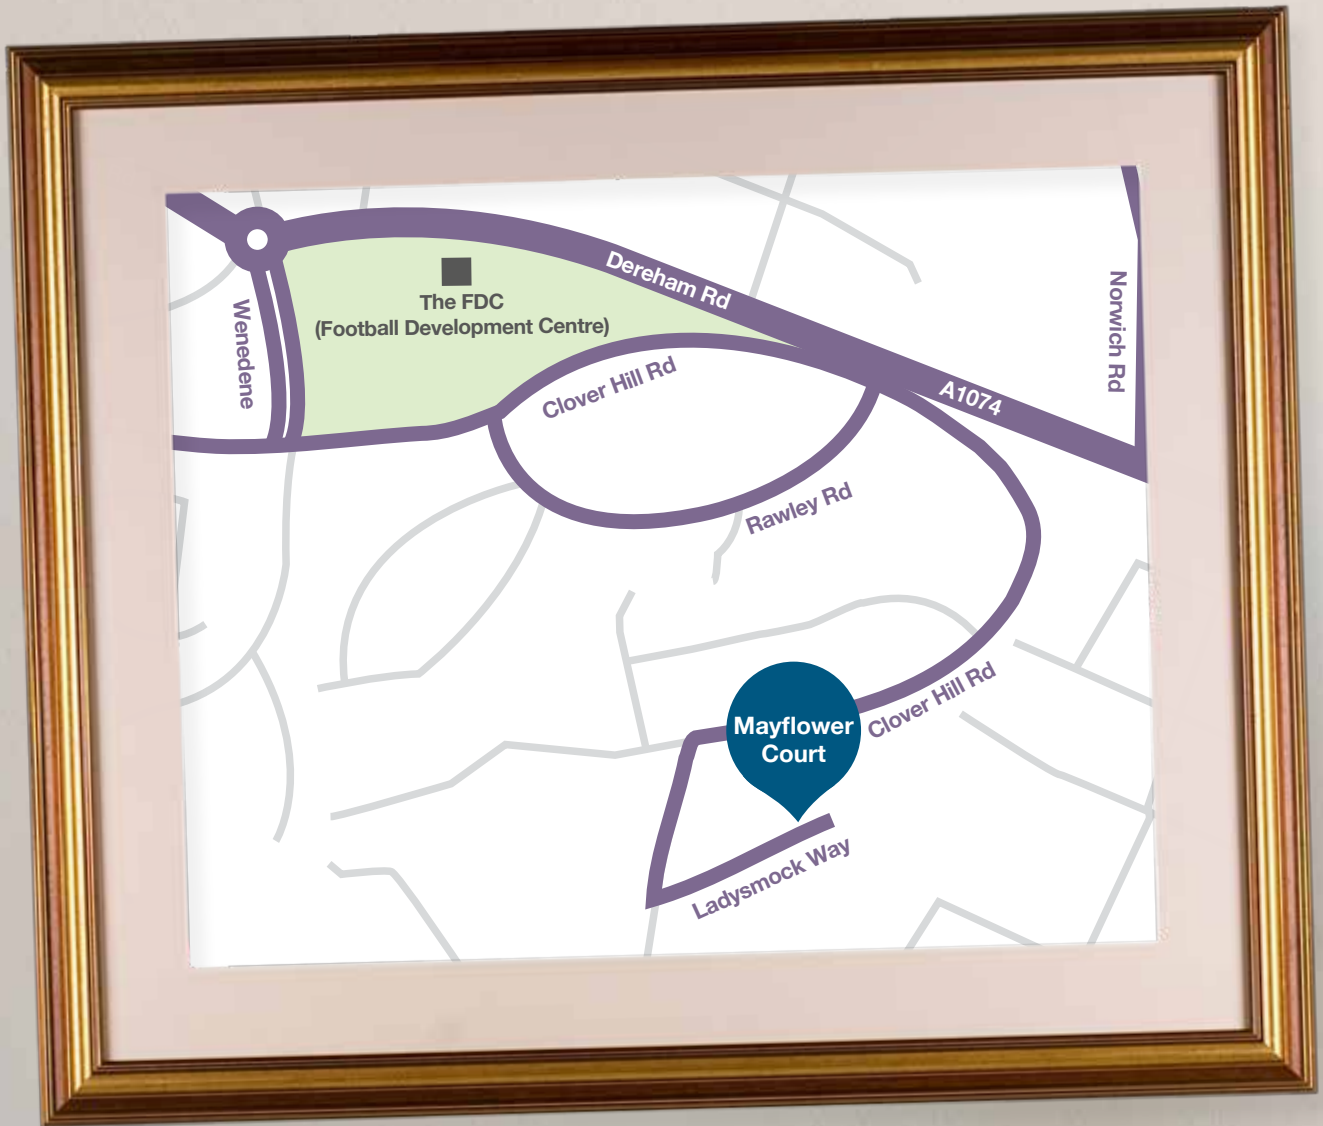 Dereham Rd
The FDC
(Football Development Centre)
Wenedene
Norwich Rd
Clover Hill Rd
A1074
Rawley Rd
Clover Hill Rd
Mayflower
Court
Ladysmock Way